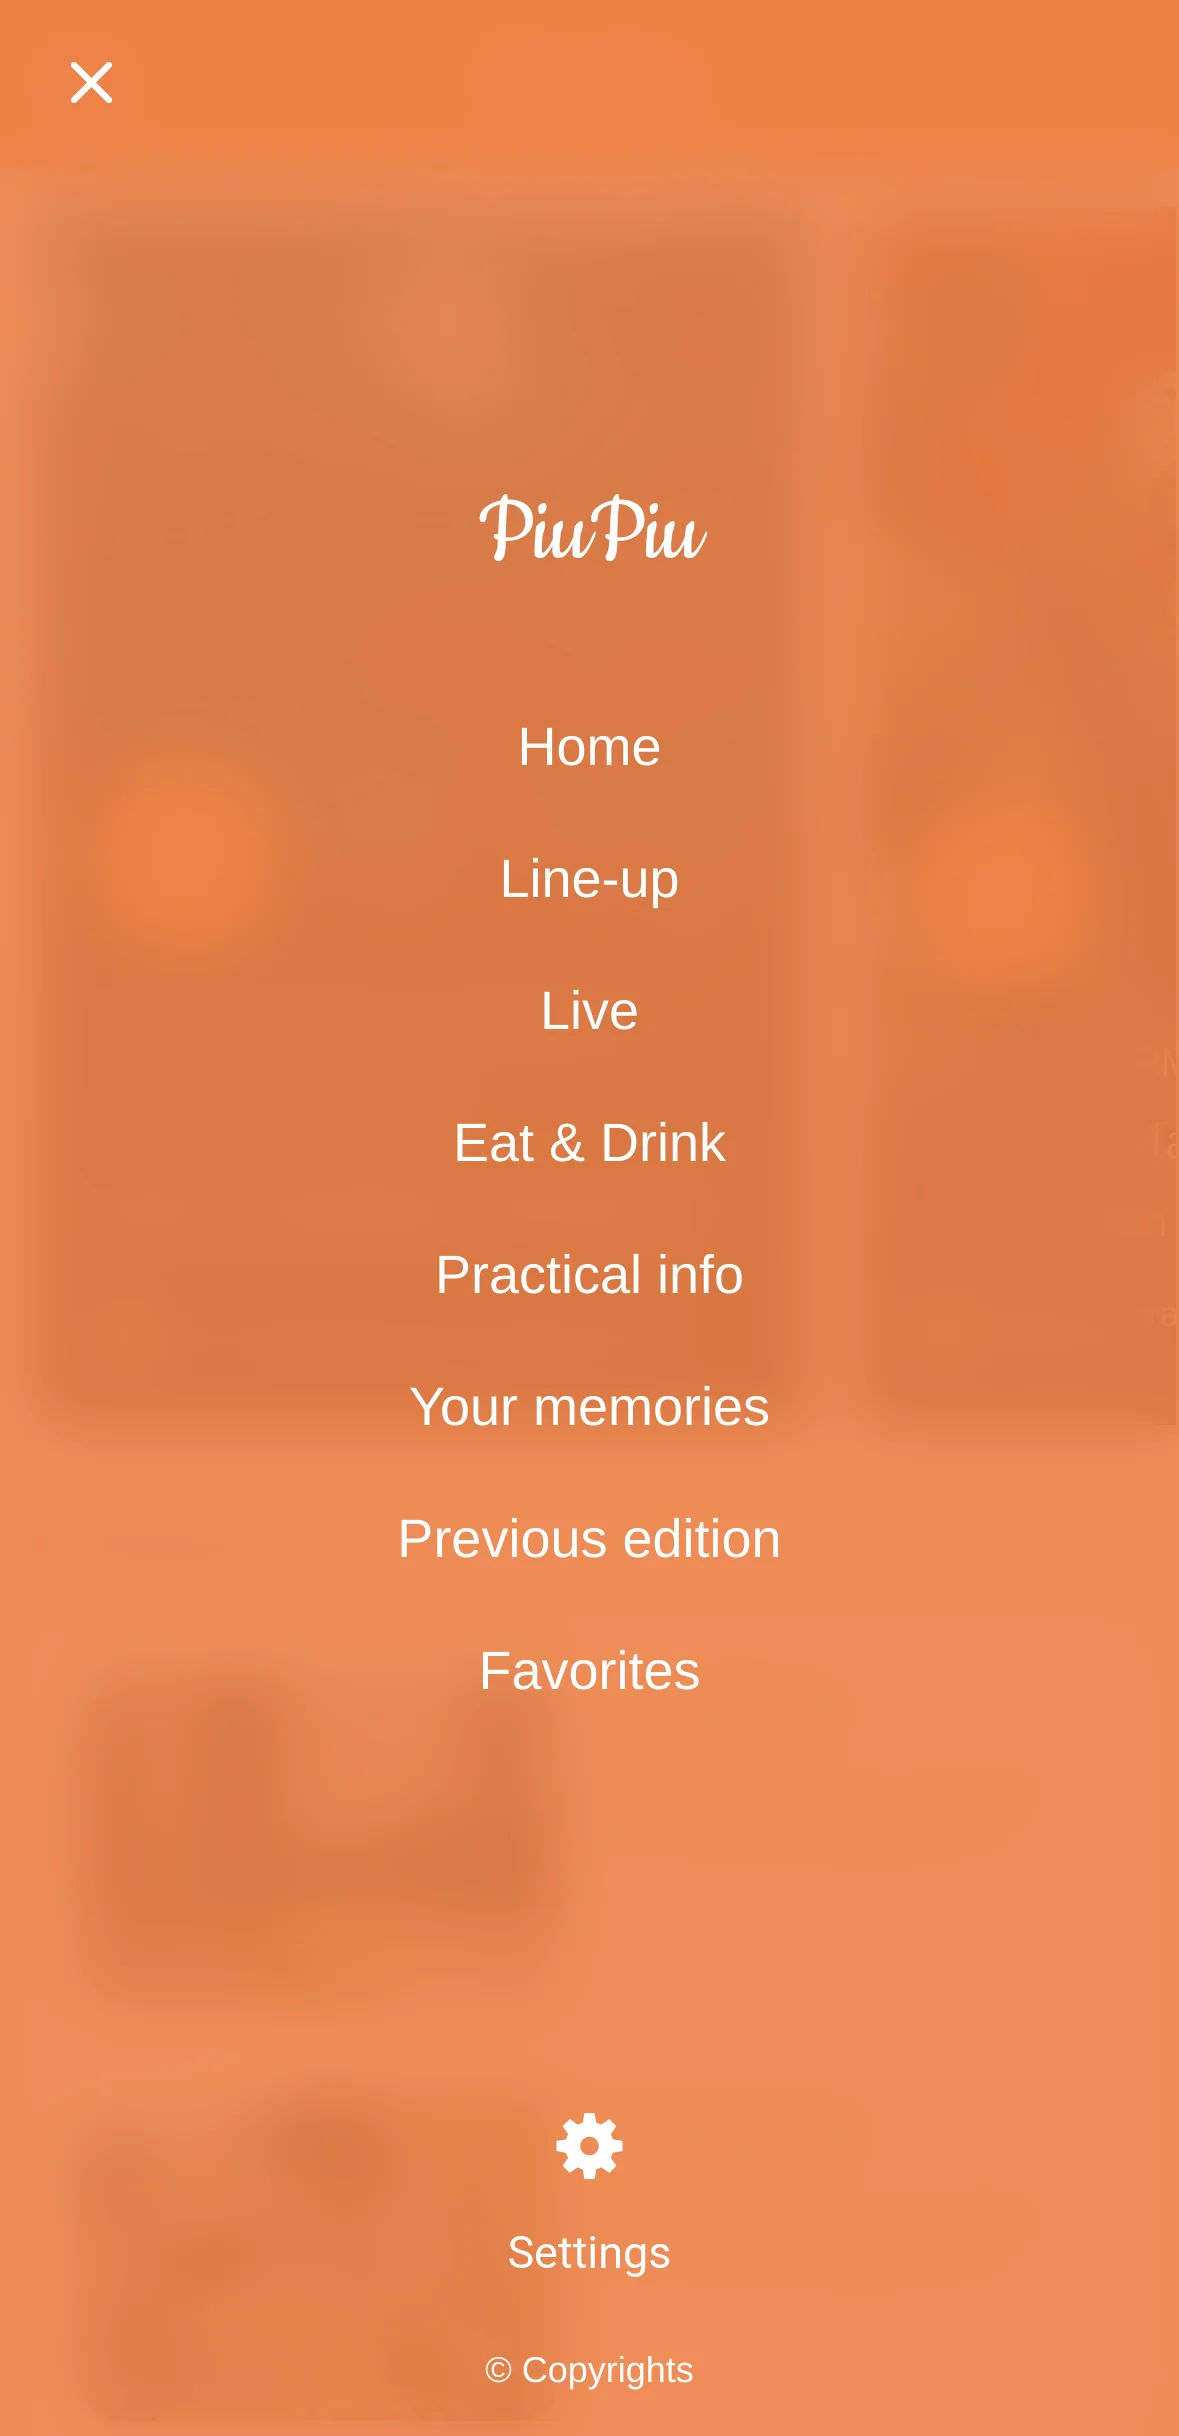 PiuPiu
Home
Line-up
Live
Eat & Drink
Practical info
Your memories
Previous edition
Favorites
Settings
© Copyrights